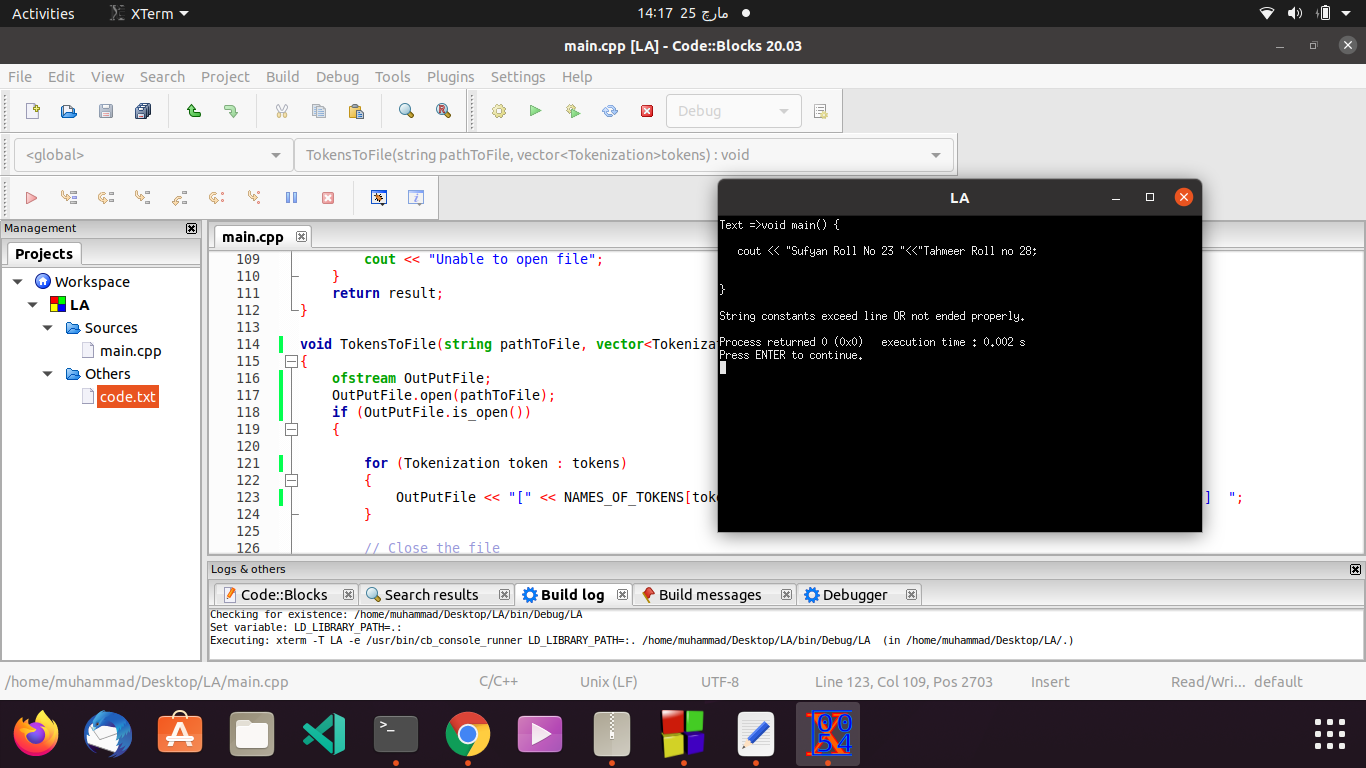 Activities
XTerm
14:17 25 مارچ
main.cpp [LA] - Code::Blocks 20.03
File Edit View Search Project Build Debug Tools Plugins Settings Help
Debug
<global>
TokensToFile(string pathToFile, vector<Tokenization>tokens) : void
Management
Projects
Workspace
LA
Sources
main.cpp
Others
code.txt
main.cpp
109 cout << "Unable to open file";
110 }
111 return result;
112 }
113
114 void TokensToFile(string pathToFile, vector<Tokeniza
115 {
116 ofstream OutPutFile;
117 OutPutFile.open(pathToFile);
118 if (OutPutFile.is_open())
119 {
120
121 for (Tokenization token : tokens)
122 {
123 OutPutFile << "[" << NAMES_OF_TOKENS[tok ] ";
124 }
125
126 // Close the file
LA
Text =>void main() {
cout << "Sufyan Roll No 23 "<<"Tahmeer Roll no 28;
}
String constants exceed line OR not ended properly.
Process returned 0 (0x0) execution time : 0.002 s
Press ENTER to continue.
Logs & others
Code::Blocks
Search results
Build log
Build messages
Debugger
Checking for existence: /home/muhammad/Desktop/LA/bin/Debug/LA
Set variable: LD_LIBRARY_PATH=.:
Executing: xterm -T LA -e /usr/bin/cb_console_runner LD_LIBRARY_PATH=:. /home/muhammad/Desktop/LA/bin/Debug/LA (in /home/muhammad/Desktop/LA/.)
/home/muhammad/Desktop/LA/main.cpp
C/C++
Unix (LF)
UTF-8
Line 123, Col 109, Pos 2703
Insert
Read/Wri...
default